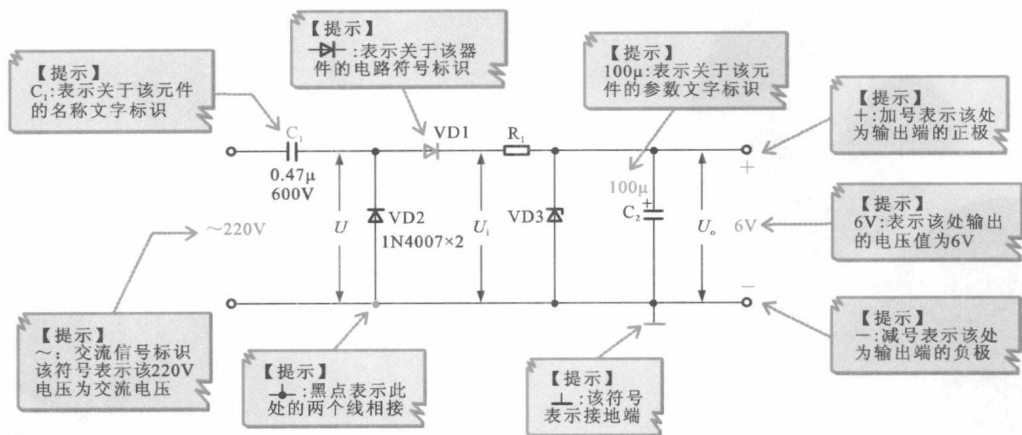 【提示】
C₁:表示关于该元件
的名称文字标识
【提示】
:表示关于该器
件的电路符号标识
【提示】
100μ:表示关于该元
件的参数文字标识
【提示】
+:加号表示该处
为输出端的正极
C₁
0.47μ
600V
VD1
R₁
~220V
U
VD2
1N4007×2
Uᵢ
VD3
100μ
+
C₂
Uₒ
+
6V
−
【提示】
6V:表示该处输出
的电压值为6V
【提示】
~: 交流信号标识
该符号表示该220V
电压为交流电压
【提示】
:黑点表示此
处的两个线相接
【提示】
:该符号
表示接地端
【提示】
−:减号表示该处
为输出端的负极